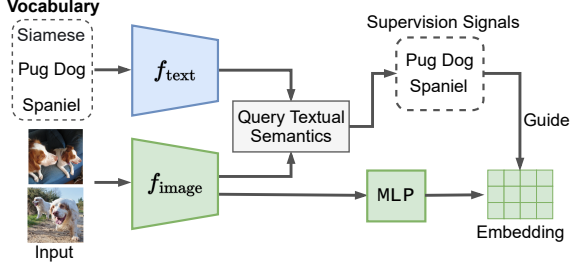 Vocabulary
Siamese
Pug Dog
Spaniel
f_text
Query Textual
Semantics
Supervision Signals
Pug Dog
Spaniel
Guide
f_image
MLP
Embedding
Input